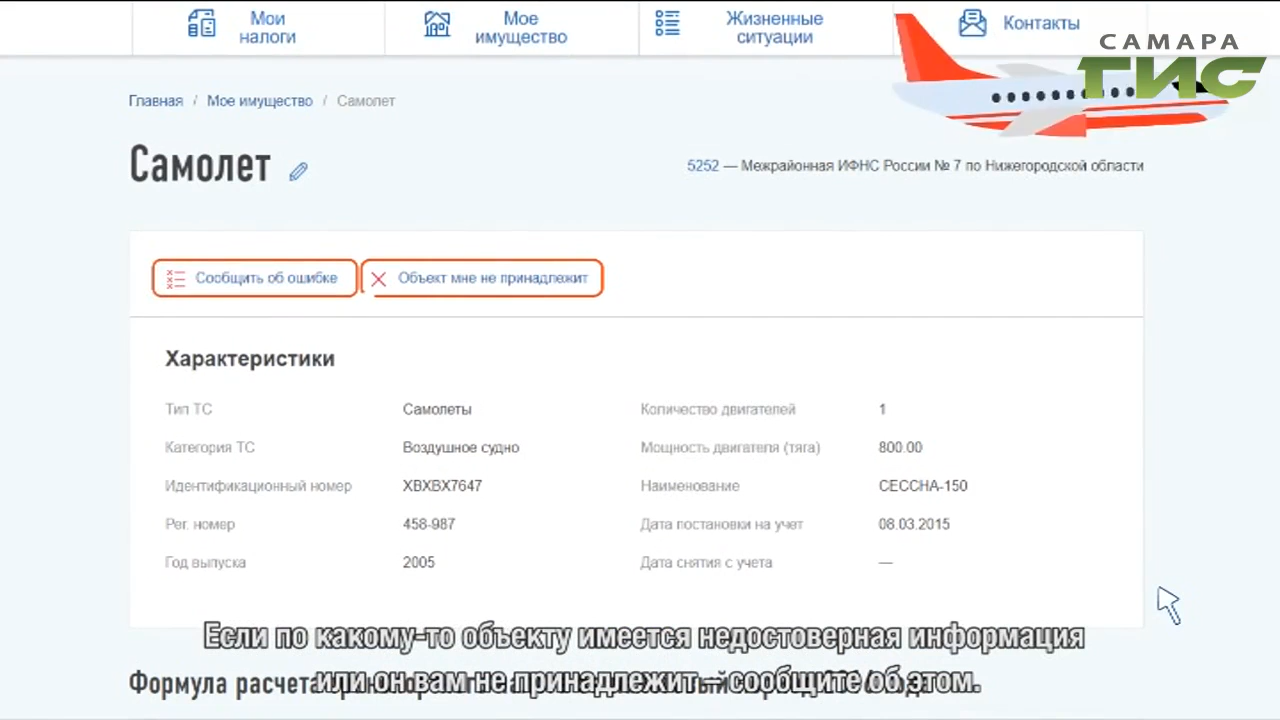 Мои
налоги
Мое
имущество
Жизненные
ситуации
Контакты
САМАРА
ГИС
Главная / Мое имущество / Самолет
Самолет
5252 — Межрайонная ИФНС России № 7 по Нижегородской области
Сообщить об ошибке
Объект мне не принадлежит
Характеристики
Тип ТС Самолеты Количество двигателей 1
Категория ТС Воздушное судно Мощность двигателя (тяга) 800.00
Идентификационный номер XBXBX7647 Наименование СЕССНА-150
Рег. номер 458-987 Дата постановки на учет 08.03.2015
Год выпуска 2005 Дата снятия с учета —
Если по какому-то объекту имеется недостоверная информация
или он вам не принадлежит – сообщите об этом.
Формула расчета